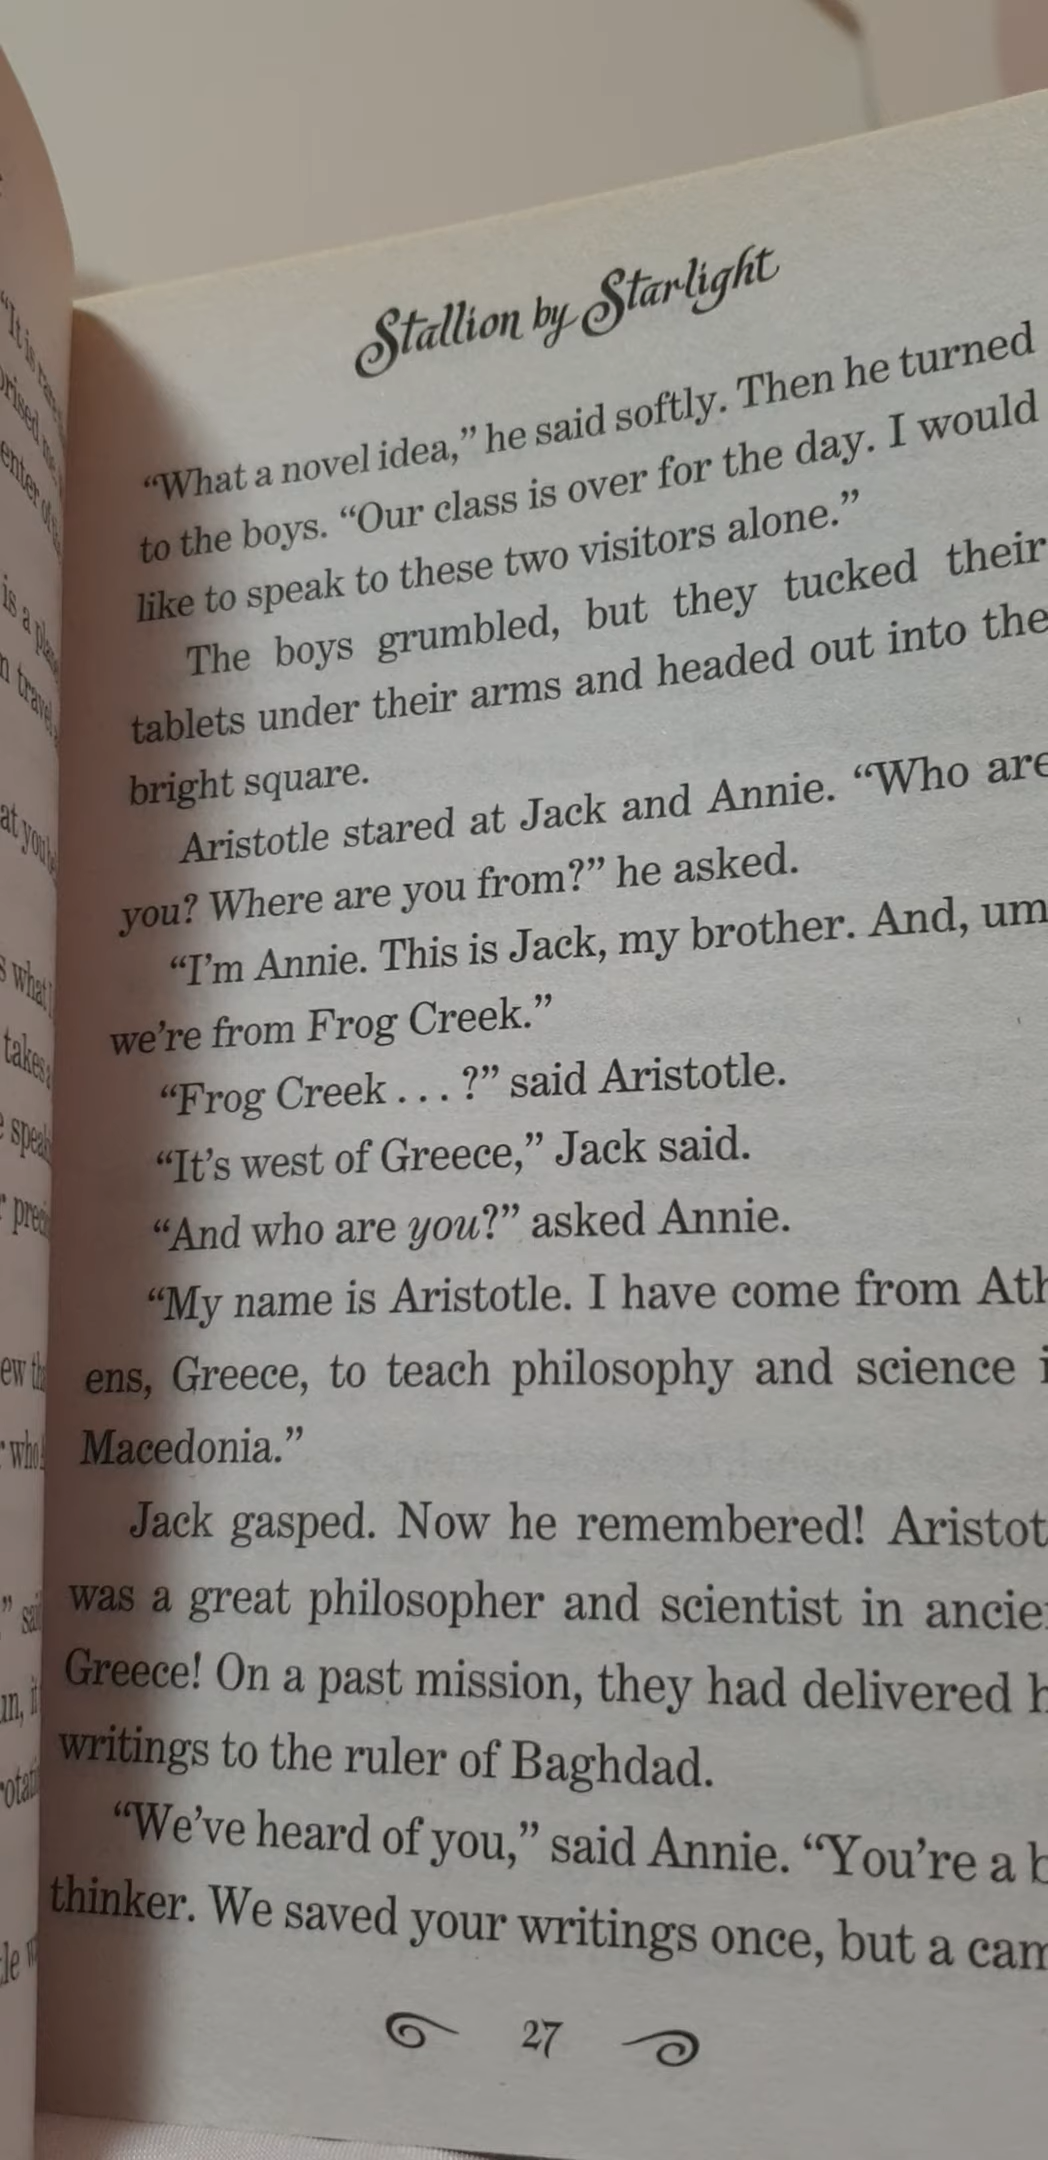 Stallion by Starlight
“What a novel idea,” he said softly. Then he turned
to the boys. “Our class is over for the day. I would
like to speak to these two visitors alone.”
The boys grumbled, but they tucked their
tablets under their arms and headed out into the
bright square.
Aristotle stared at Jack and Annie. “Who are
you? Where are you from?” he asked.
“I’m Annie. This is Jack, my brother. And, um
we’re from Frog Creek.”
“Frog Creek . . . ?” said Aristotle.
“It’s west of Greece,” Jack said.
“And who are you?” asked Annie.
“My name is Aristotle. I have come from Ath
ens, Greece, to teach philosophy and science i
Macedonia.”
Jack gasped. Now he remembered! Aristot
was a great philosopher and scientist in ancie
Greece! On a past mission, they had delivered h
writings to the ruler of Baghdad.
“We’ve heard of you,” said Annie. “You’re a b
thinker. We saved your writings once, but a cam
27